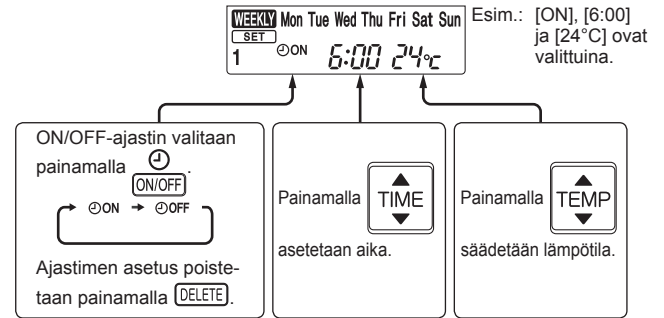 WEEKLY Mon Tue Wed Thu Fri Sat Sun
SET
1 ON 6:00 24°C
Esim.: [ON], [6:00]
ja [24°C] ovat
valittuina.
ON/OFF-ajastin valitaan
painamalla
ON/OFF.
ON → OFF
Ajastimen asetus poiste-
taan painamalla DELETE.
Painamalla TIME
asetetaan aika.
Painamalla TEMP
säädetään lämpötila.